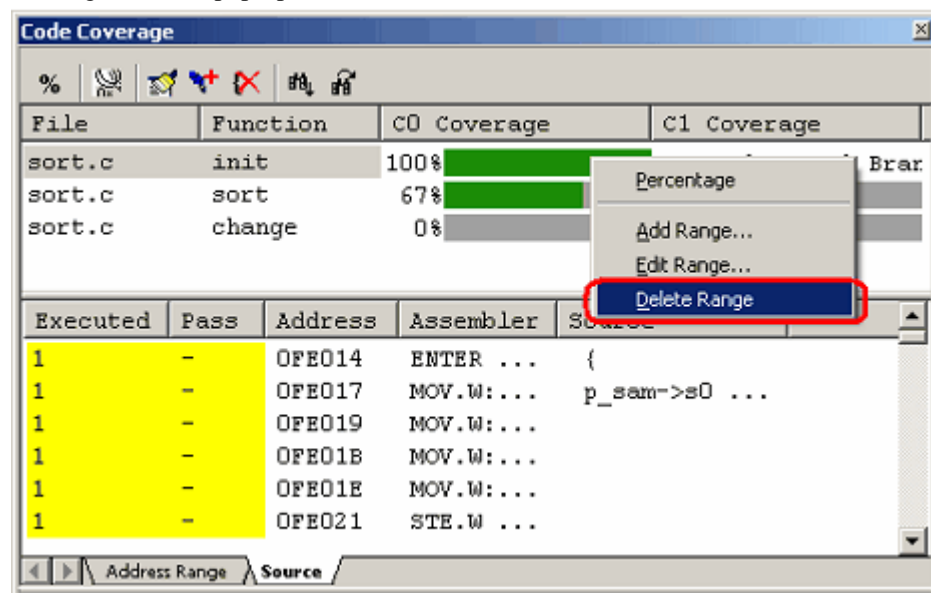 Code Coverage
%
File Function C0 Coverage C1 Coverage
sort.c init 100% Bran
sort.c sort 67%
sort.c change 0%
Percentage
Add Range...
Edit Range...
Delete Range
Executed Pass Address Assembler Source
1 - 0FE014 ENTER ... {
1 - 0FE017 MOV.W:... p_sam->s0 ...
1 - 0FE019 MOV.W:...
1 - 0FE01B MOV.W:...
1 - 0FE01E MOV.W:...
1 - 0FE021 STE.W ...
Address Range Source